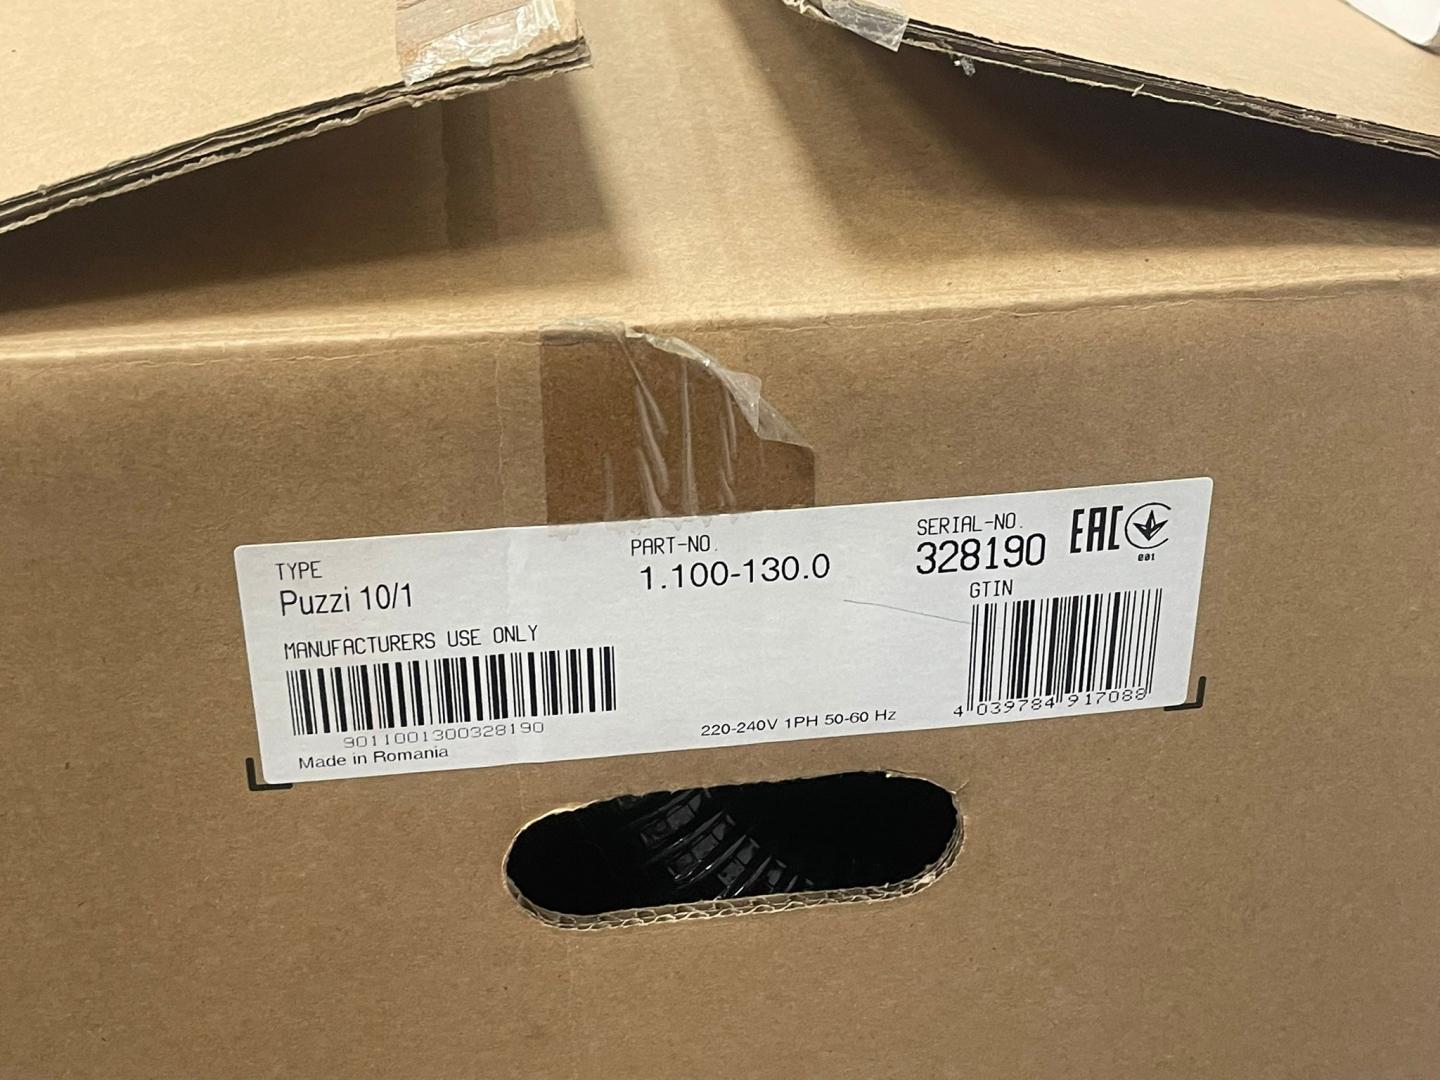 TYPE
Puzzi 10/1
PART-NO.
1.100-130.0
SERIAL-NO.
328190
EAC
001
GTIN
4 039784 917088
MANUFACTURERS USE ONLY
9011001300328190
Made in Romania
220-240V 1PH 50-60 Hz